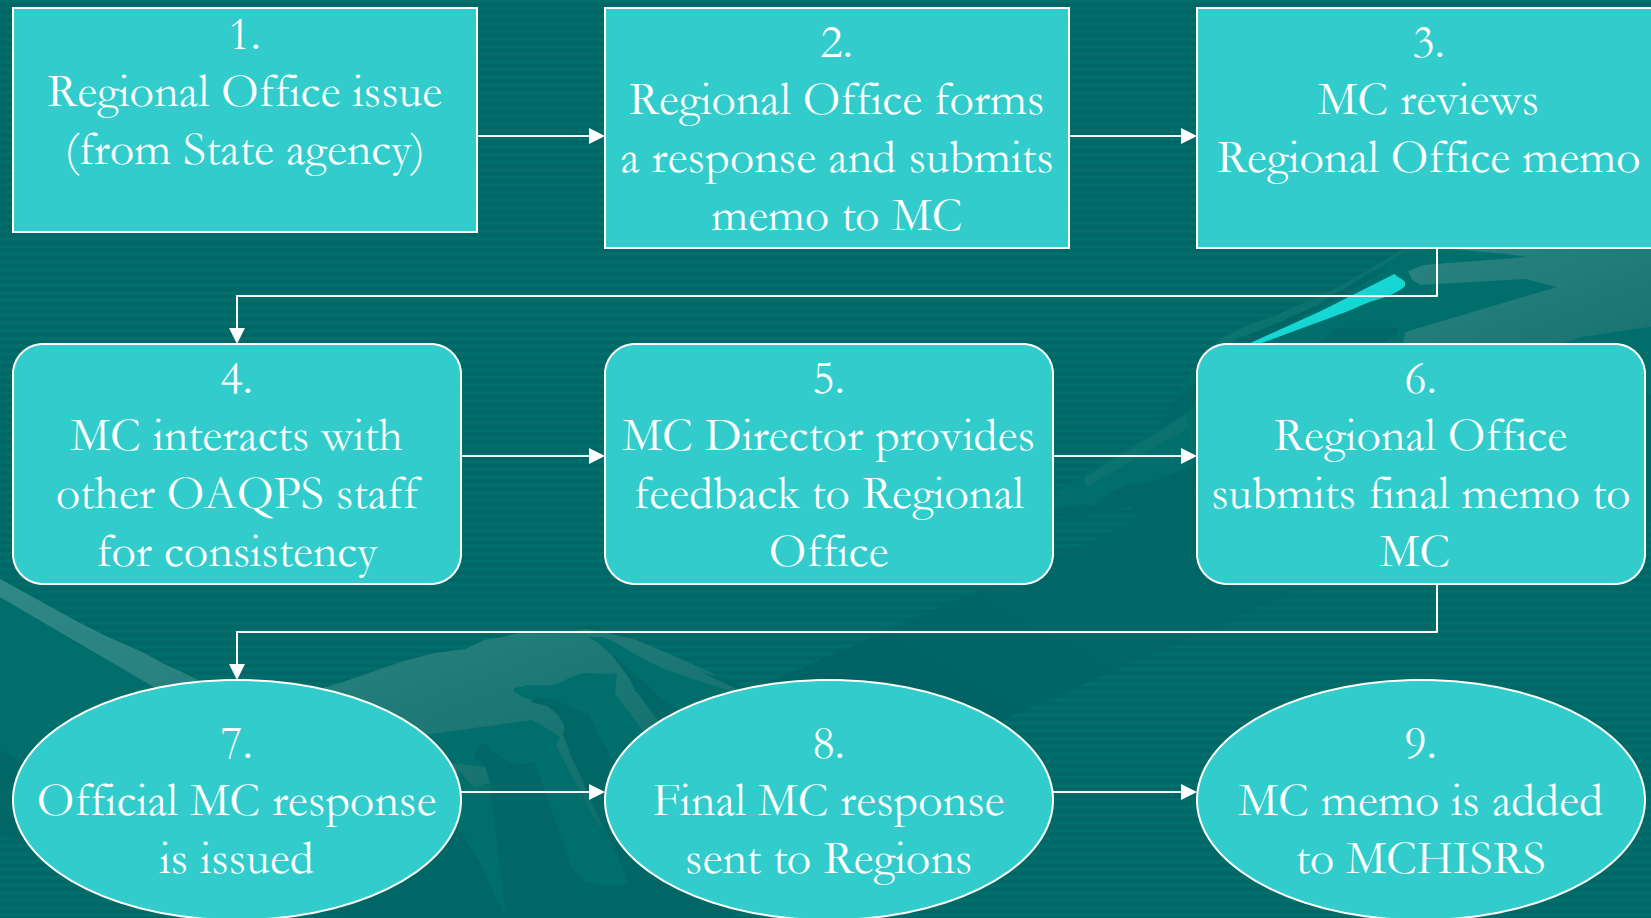 1.
Regional Office issue
(from State agency)
2.
Regional Office forms
a response and submits
memo to MC
3.
MC reviews
Regional Office memo
4.
MC interacts with
other OAQPS staff
for consistency
5.
MC Director provides
feedback to Regional
Office
6.
Regional Office
submits final memo to
MC
7.
Official MC response
is issued
8.
Final MC response
sent to Regions
9.
MC memo is added
to MCHISRS